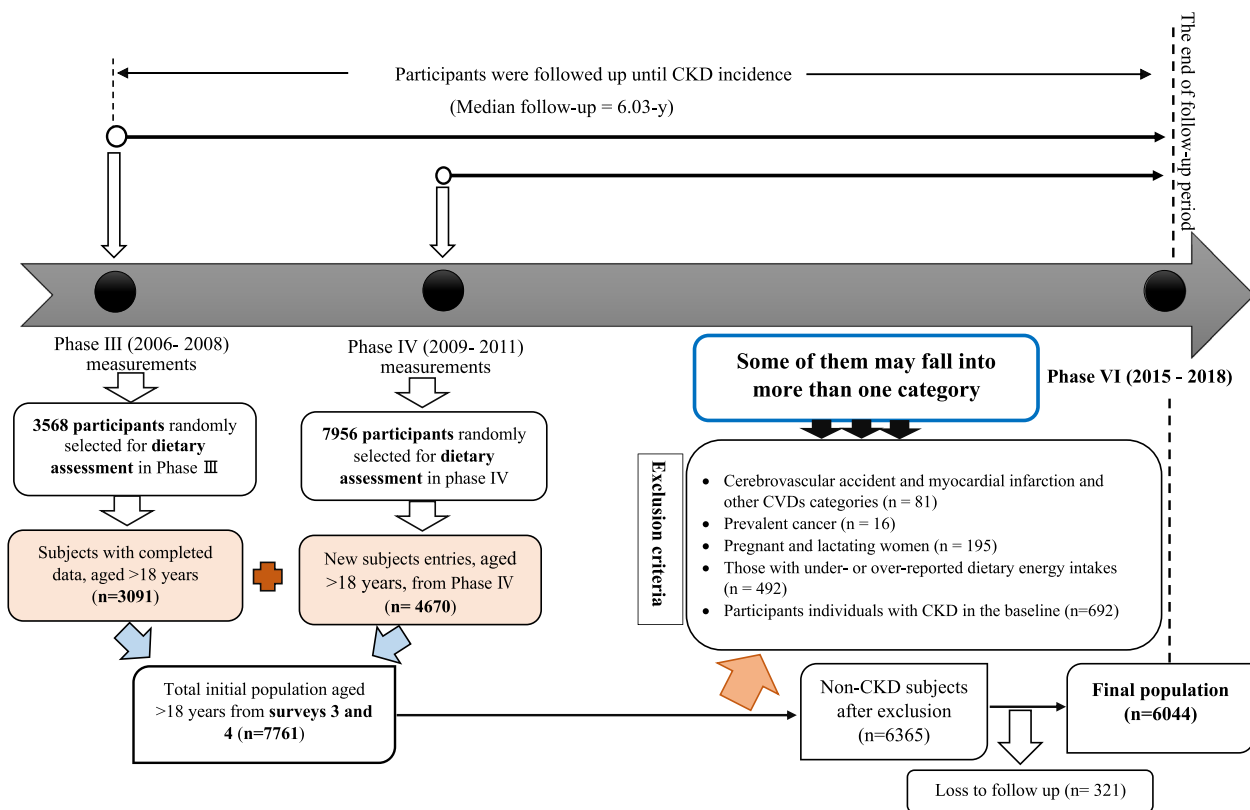 Participants were followed up until CKD incidence
(Median follow-up = 6.03-y)
The end of follow-up period
Phase III (2006- 2008)
measurements
Phase IV (2009- 2011)
measurements
Some of them may fall into
more than one category
Phase VI (2015 - 2018)
3568 participants randomly
selected for dietary
assessment in Phase Ⅲ
7956 participants randomly
selected for dietary
assessment in phase IV
Exclusion criteria
• Cerebrovascular accident and myocardial infarction and
other CVDs categories (n = 81)
• Prevalent cancer (n = 16)
• Pregnant and lactating women (n = 195)
• Those with under- or over-reported dietary energy intakes
(n = 492)
• Participants individuals with CKD in the baseline (n=692)
Subjects with completed
data, aged >18 years
(n=3091)
New subjects entries, aged
>18 years, from Phase IV
(n= 4670)
Total initial population aged
>18 years from surveys 3 and
4 (n=7761)
Non-CKD subjects
after exclusion
(n=6365)
Final population
(n=6044)
Loss to follow up (n= 321)